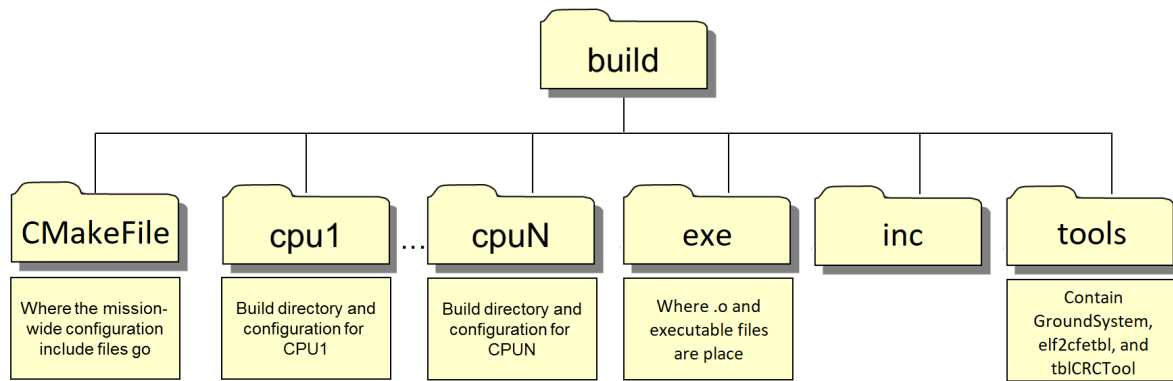 build
CMakeFile
cpu1
...
cpuN
exe
inc
tools
Where the mission-
wide configuration
include files go
Build directory and
configuration for
CPU1
Build directory and
configuration for
CPUN
Where .o and
executable files
are place
Contain
GroundSystem,
elf2cfetbl, and
tblCRCTool